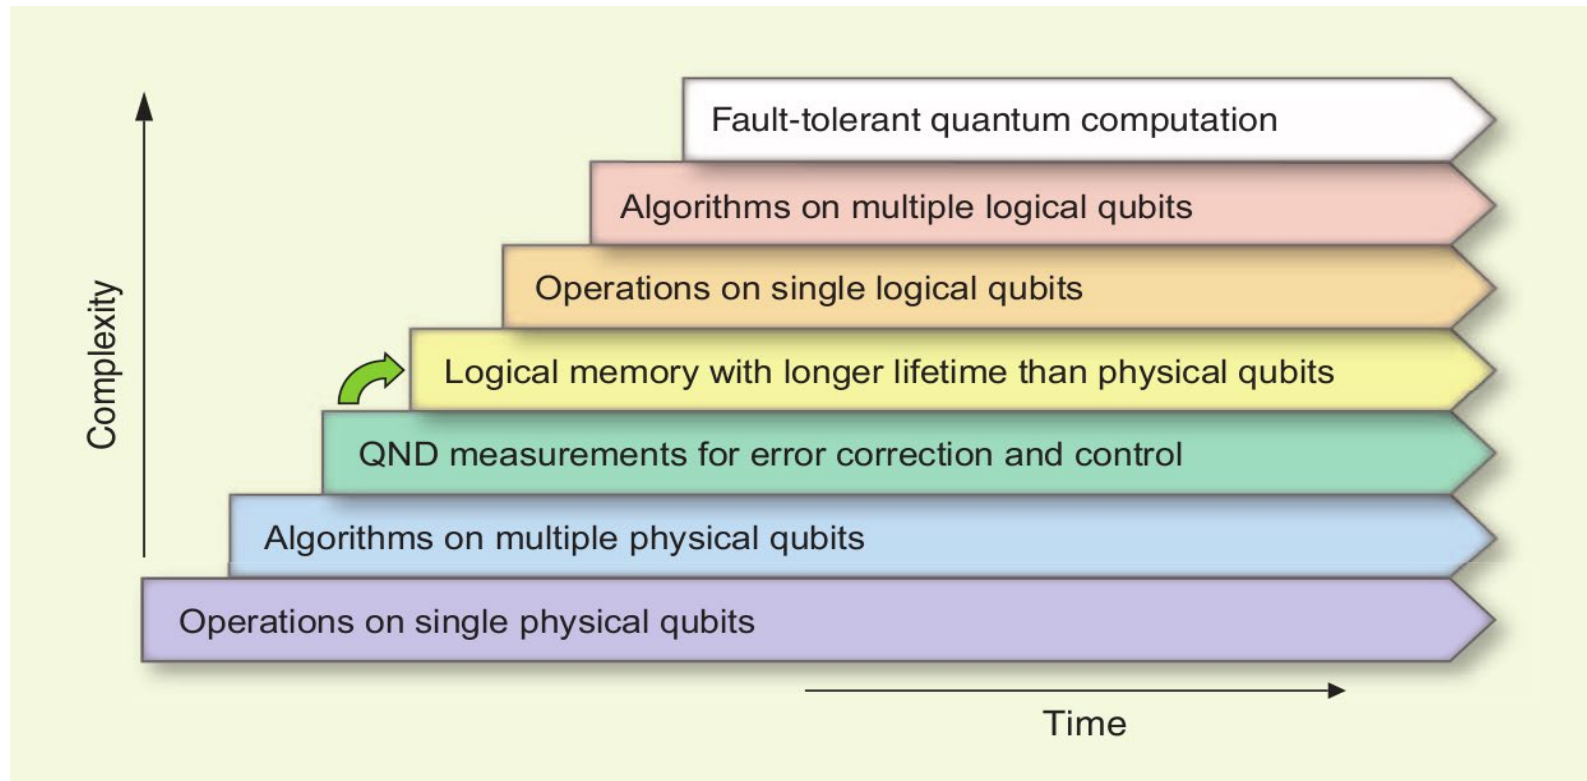 Fault-tolerant quantum computation
Algorithms on multiple logical qubits
Operations on single logical qubits
Logical memory with longer lifetime than physical qubits
QND measurements for error correction and control
Algorithms on multiple physical qubits
Operations on single physical qubits
Complexity
Time